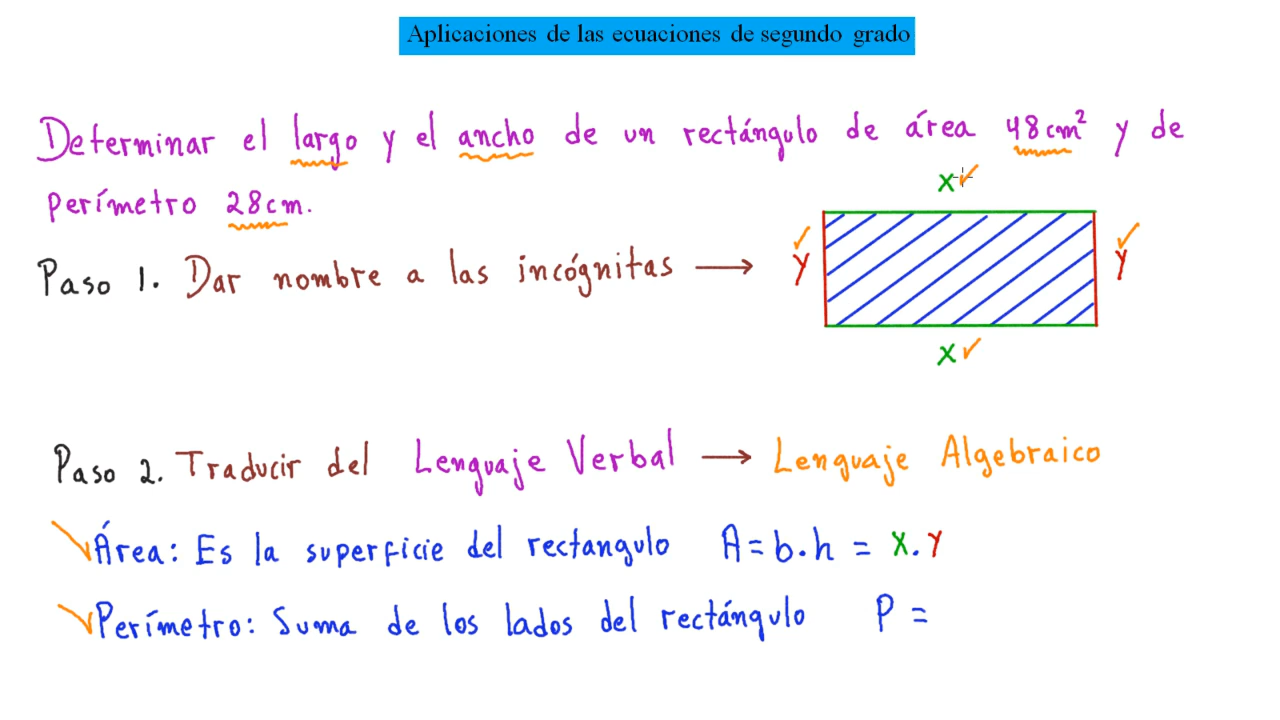 Aplicaciones de las ecuaciones de segundo grado
Determinar el largo y el ancho de un rectángulo de área 48cm² y de
perímetro 28cm.
x
Paso 1. Dar nombre a las incógnitas → y y
x
Paso 2. Traducir del Lenguaje Verbal → Lenguaje Algebraico
Área: Es la superficie del rectangulo A = b.h = x.y
Perímetro: Suma de los lados del rectángulo P =